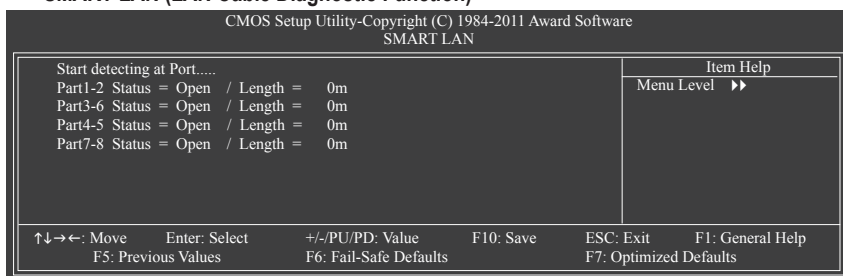 SMART LAN (LAN Cable Diagnostic Function)
CMOS Setup Utility-Copyright (C) 1984-2011 Award Software
SMART LAN
Start detecting at Port.....
Part1-2 Status = Open / Length = 0m
Part3-6 Status = Open / Length = 0m
Part4-5 Status = Open / Length = 0m
Part7-8 Status = Open / Length = 0m
Item Help
Menu Level ▶▶
↑↓→←: Move Enter: Select +/-/PU/PD: Value F10: Save ESC: Exit F1: General Help
F5: Previous Values F6: Fail-Safe Defaults F7: Optimized Defaults